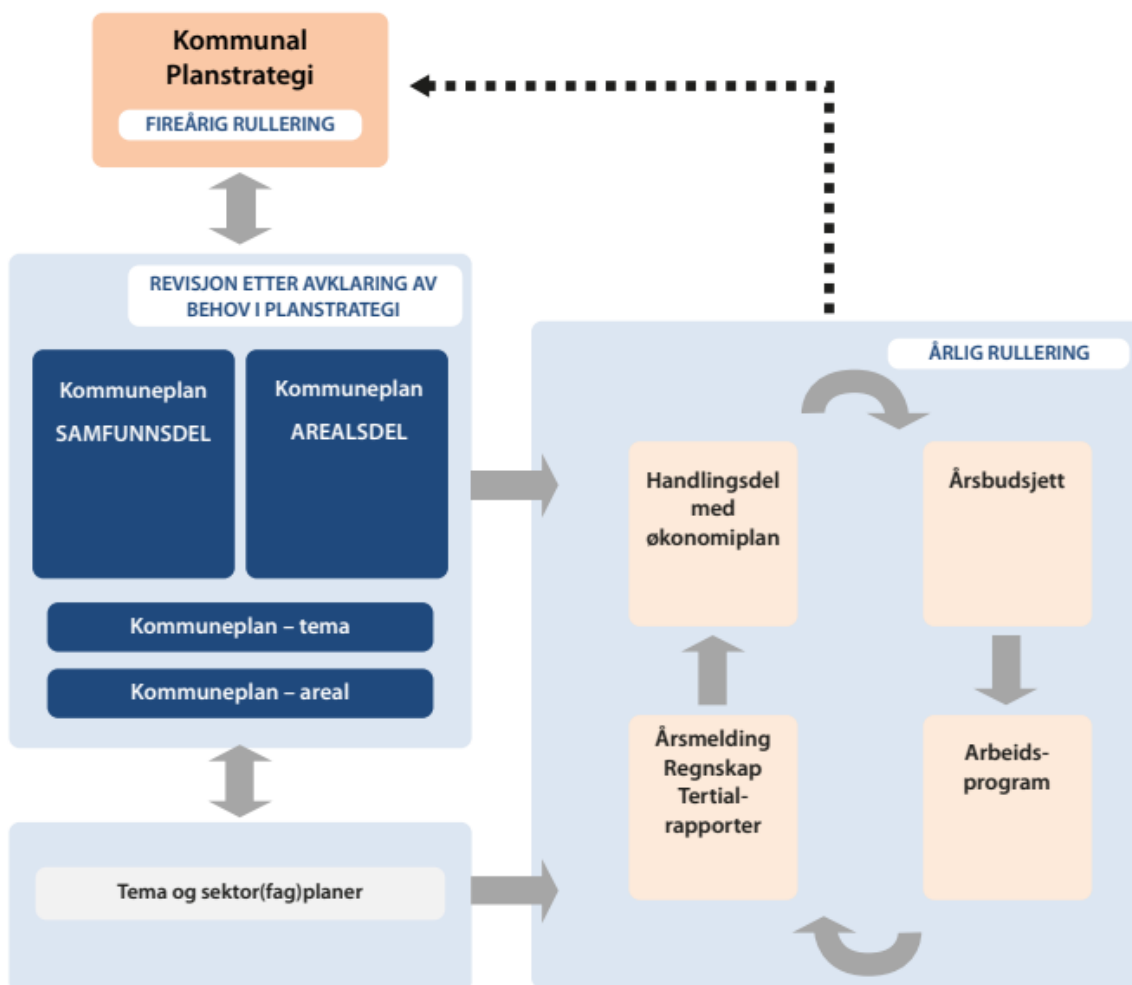 Kommunal
Planstrategi
FIREÅRIG RULLERING
REVISJON ETTER AVKLARING AV
BEHOV I PLANSTRATEGI
Kommuneplan
SAMFUNNSDEL
Kommuneplan
AREALSDEL
Kommuneplan – tema
Kommuneplan – areal
Tema og sektor(fag)planer
ÅRLIG RULLERING
Handlingsdel
med
økonomiplan
Årsbudsjett
Årsmelding
Regnskap
Tertial-
rapporter
Arbeids-
program